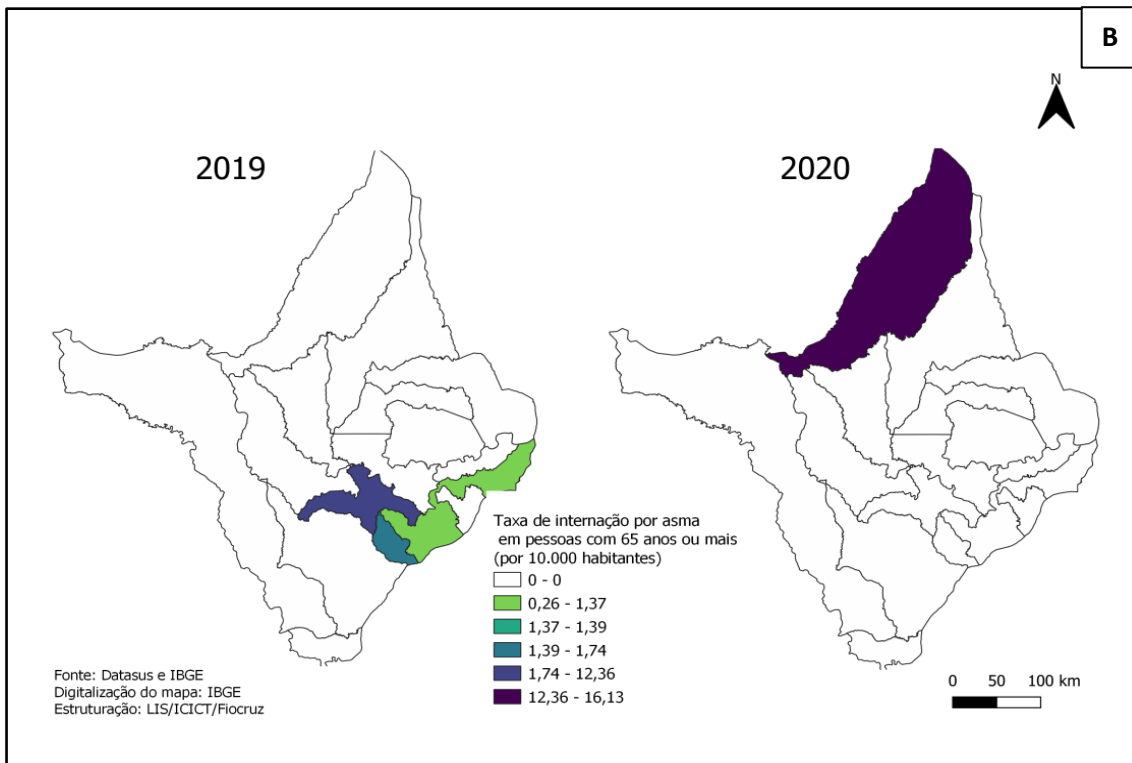 B
N
2019
2020
Taxa de internação por asma
em pessoas com 65 anos ou mais
(por 10.000 habitantes)
0 - 0
0,26 - 1,37
1,37 - 1,39
1,39 - 1,74
1,74 - 12,36
12,36 - 16,13
Fonte: Datasus e IBGE
Digitalização do mapa: IBGE
Estruturação: LIS/ICICT/Fiocruz
0 50 100 km